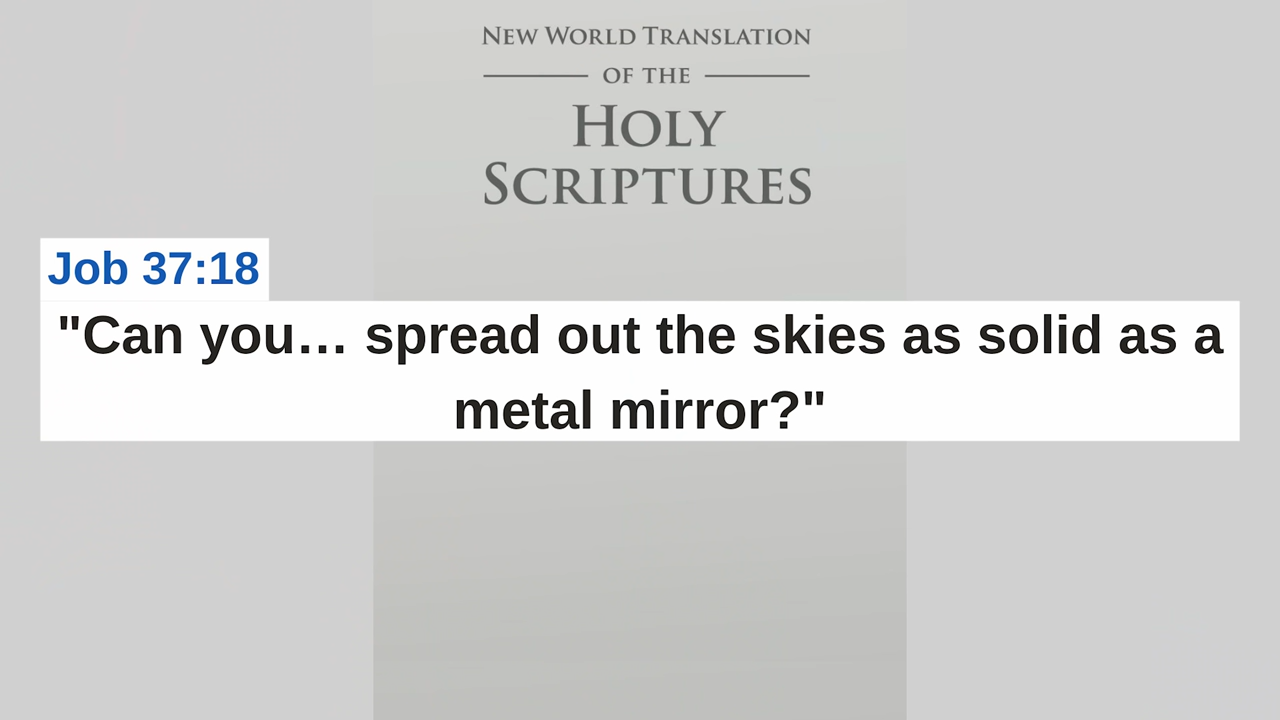 New World Translation
of the
Holy
Scriptures
Job 37:18
"Can you… spread out the skies as solid as a
metal mirror?"